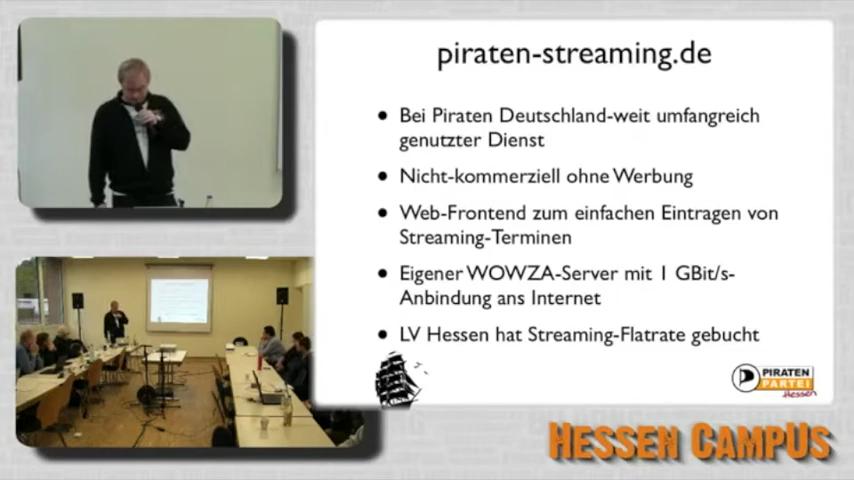 piraten-streaming.de
• Bei Piraten Deutschland-weit umfangreich
genutzter Dienst
• Nicht-kommerziell ohne Werbung
• Web-Frontend zum einfachen Eintragen von
Streaming-Terminen
• Eigener WOWZA-Server mit 1 GBit/s-
Anbindung ans Internet
• LV Hessen hat Streaming-Flatrate gebucht
PIRATEN
PARTEI
Hessen
HESSEN CAMPUS